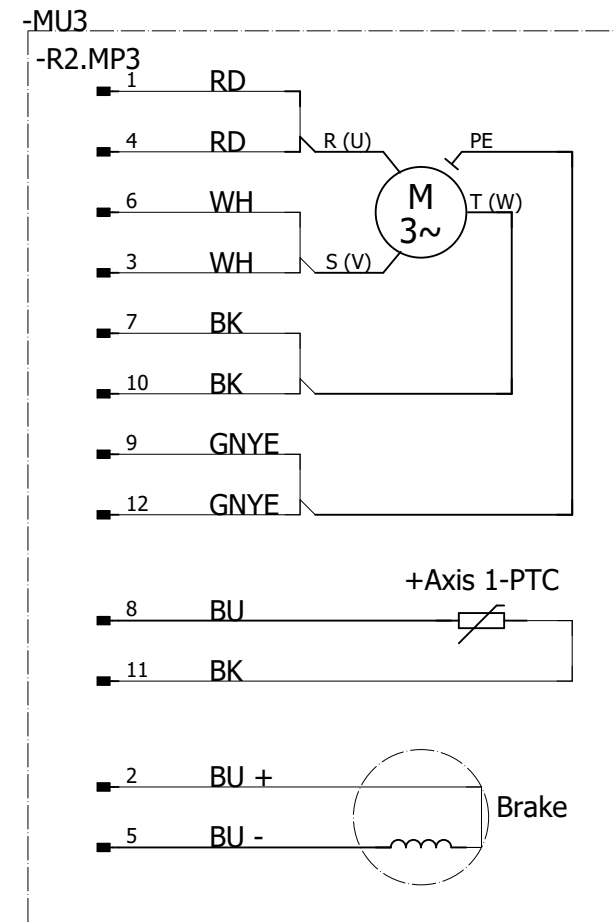 -MU3
-R2.MP3
1 RD
4 RD R (U) PE
M
3~
6 WH T (W)
3 WH S (V)
7 BK
10 BK
9 GNYE
12 GNYE
+Axis 1-PTC
8 BU
11 BK
2 BU +
Brake
5 BU -